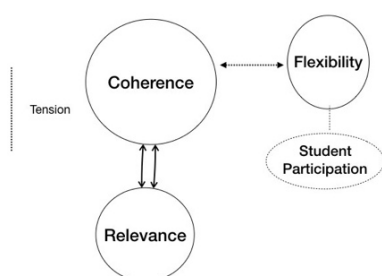 Flexibility
Coherence
Tension
Student
Participation
Relevance